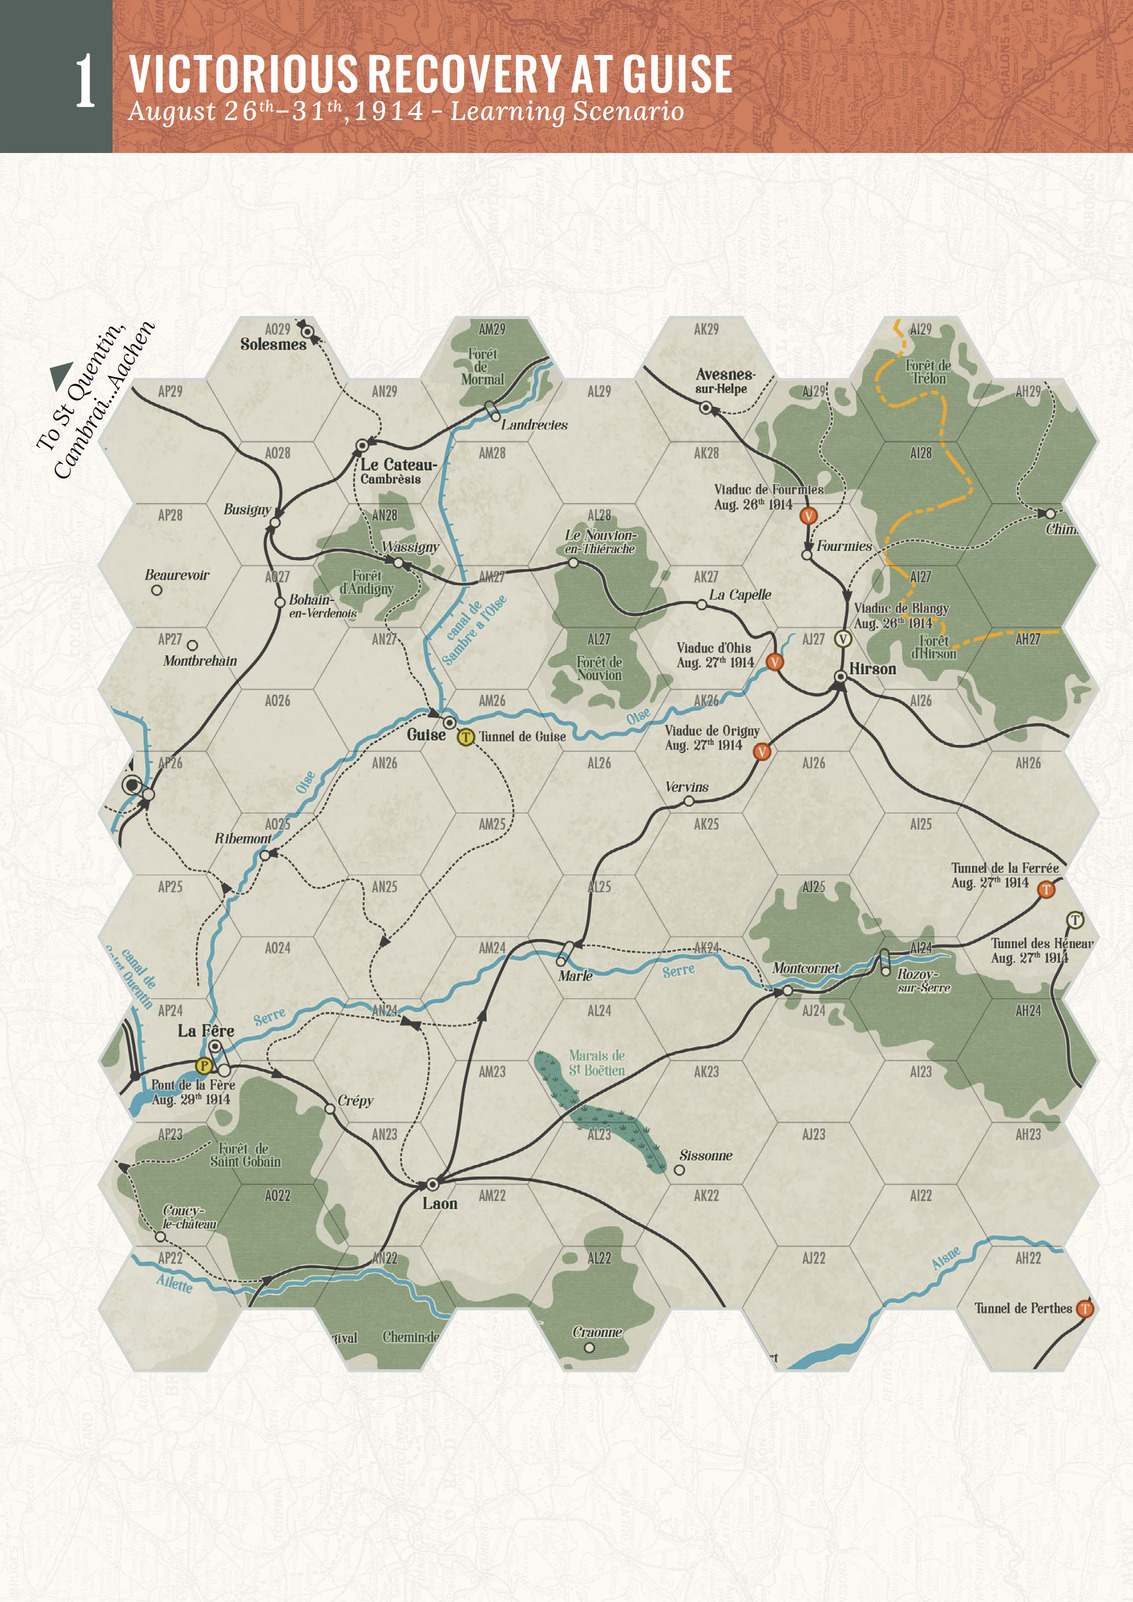 1
VICTORIOUS RECOVERY AT GUISE
August 26th–31th, 1914 - Learning Scenario
To St Quentin,
Cambrai...Aachen
AO29
Solesmes
AM29
Forêt
de
Mormal
AK29
Avesnes-
sur-Helpe
AI29
Forêt de
Trélon
AP29
AN29
AL29
AJ29
AH29
Landrecies
AO28
Le Cateau-
Cambrèsis
AM28
AK28
AI28
Viaduc de Fourmies
Aug. 26th 1914
Busigny
AP28
AN28
AL28
Le Nouvion-
en-Thiérache
Chim
Wassigny
Fourmies
Beaurevoir
AO27
Forêt
d'Andigny
AM27
AK27
AI27
La Capelle
Bohain-
en-Verdenois
canal de
Sambre a l'Oise
Viaduc de Blangy
Aug. 26th 1914
AP27
AN27
AL27
AJ27
AH27
Montbrehain
Forêt de
Nouvion
Viaduc d'Ohis
Aug. 27th 1914
V
V
V
Forêt
d'Hirson
Hirson
AO26
AM26
AK26
AI26
Oise
Guise
T
Tunnel de Guise
Viaduc de Origny
Aug. 27th 1914
V
AP26
AN26
AL26
AJ26
AH26
Oise
Vervins
AO25
Ribemont
AM25
AK25
AI25
Tunnel de la Ferrée
Aug. 27th 1914
T
AP25
AN25
AL25
AJ25
T
Tunnel des Hénear
Aug. 27th 1914
canal de
Saint Quentin
AO24
AM24
Marle
AK24
Serre
Montcornet
AI24
Rozoy-
sur-Serre
AP24
Serre
AN24
AL24
AJ24
AH24
La Fêre
P
Pont de la Fère
Aug. 29th 1914
Marais de
St Boëtien
AM23
AK23
AI23
Crépy
AP23
AN23
AL23
AJ23
AH23
Forêt de
Saint Gobain
Sissonne
AO22
AM22
AK22
AI22
Laon
Coucy-
le-château
AP22
AN22
AL22
AJ22
AH22
Ailette
Aisne
Tunnel de Perthes
T
gival
Chemin-de
Craonne